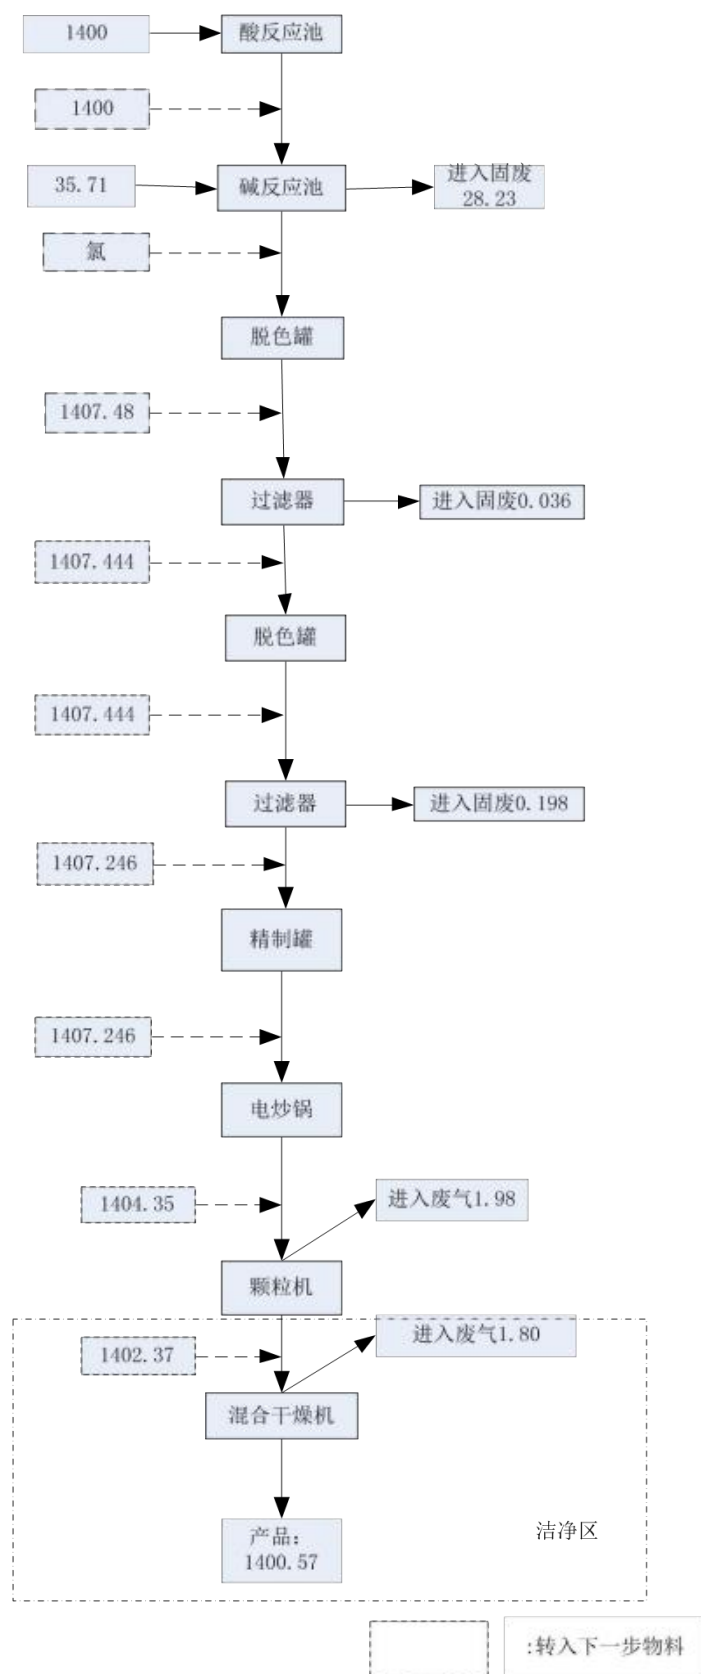 1400
酸反应池
1400
35.71
碱反应池
进入固废
28.23
氯
脱色罐
1407.48
过滤器
进入固废0.036
1407.444
脱色罐
1407.444
过滤器
进入固废0.198
1407.246
精制罐
1407.246
电炒锅
1404.35
进入废气1.98
颗粒机
1402.37
进入废气1.80
混合干燥机
产品：
1400.57
洁净区
:转入下一步物料